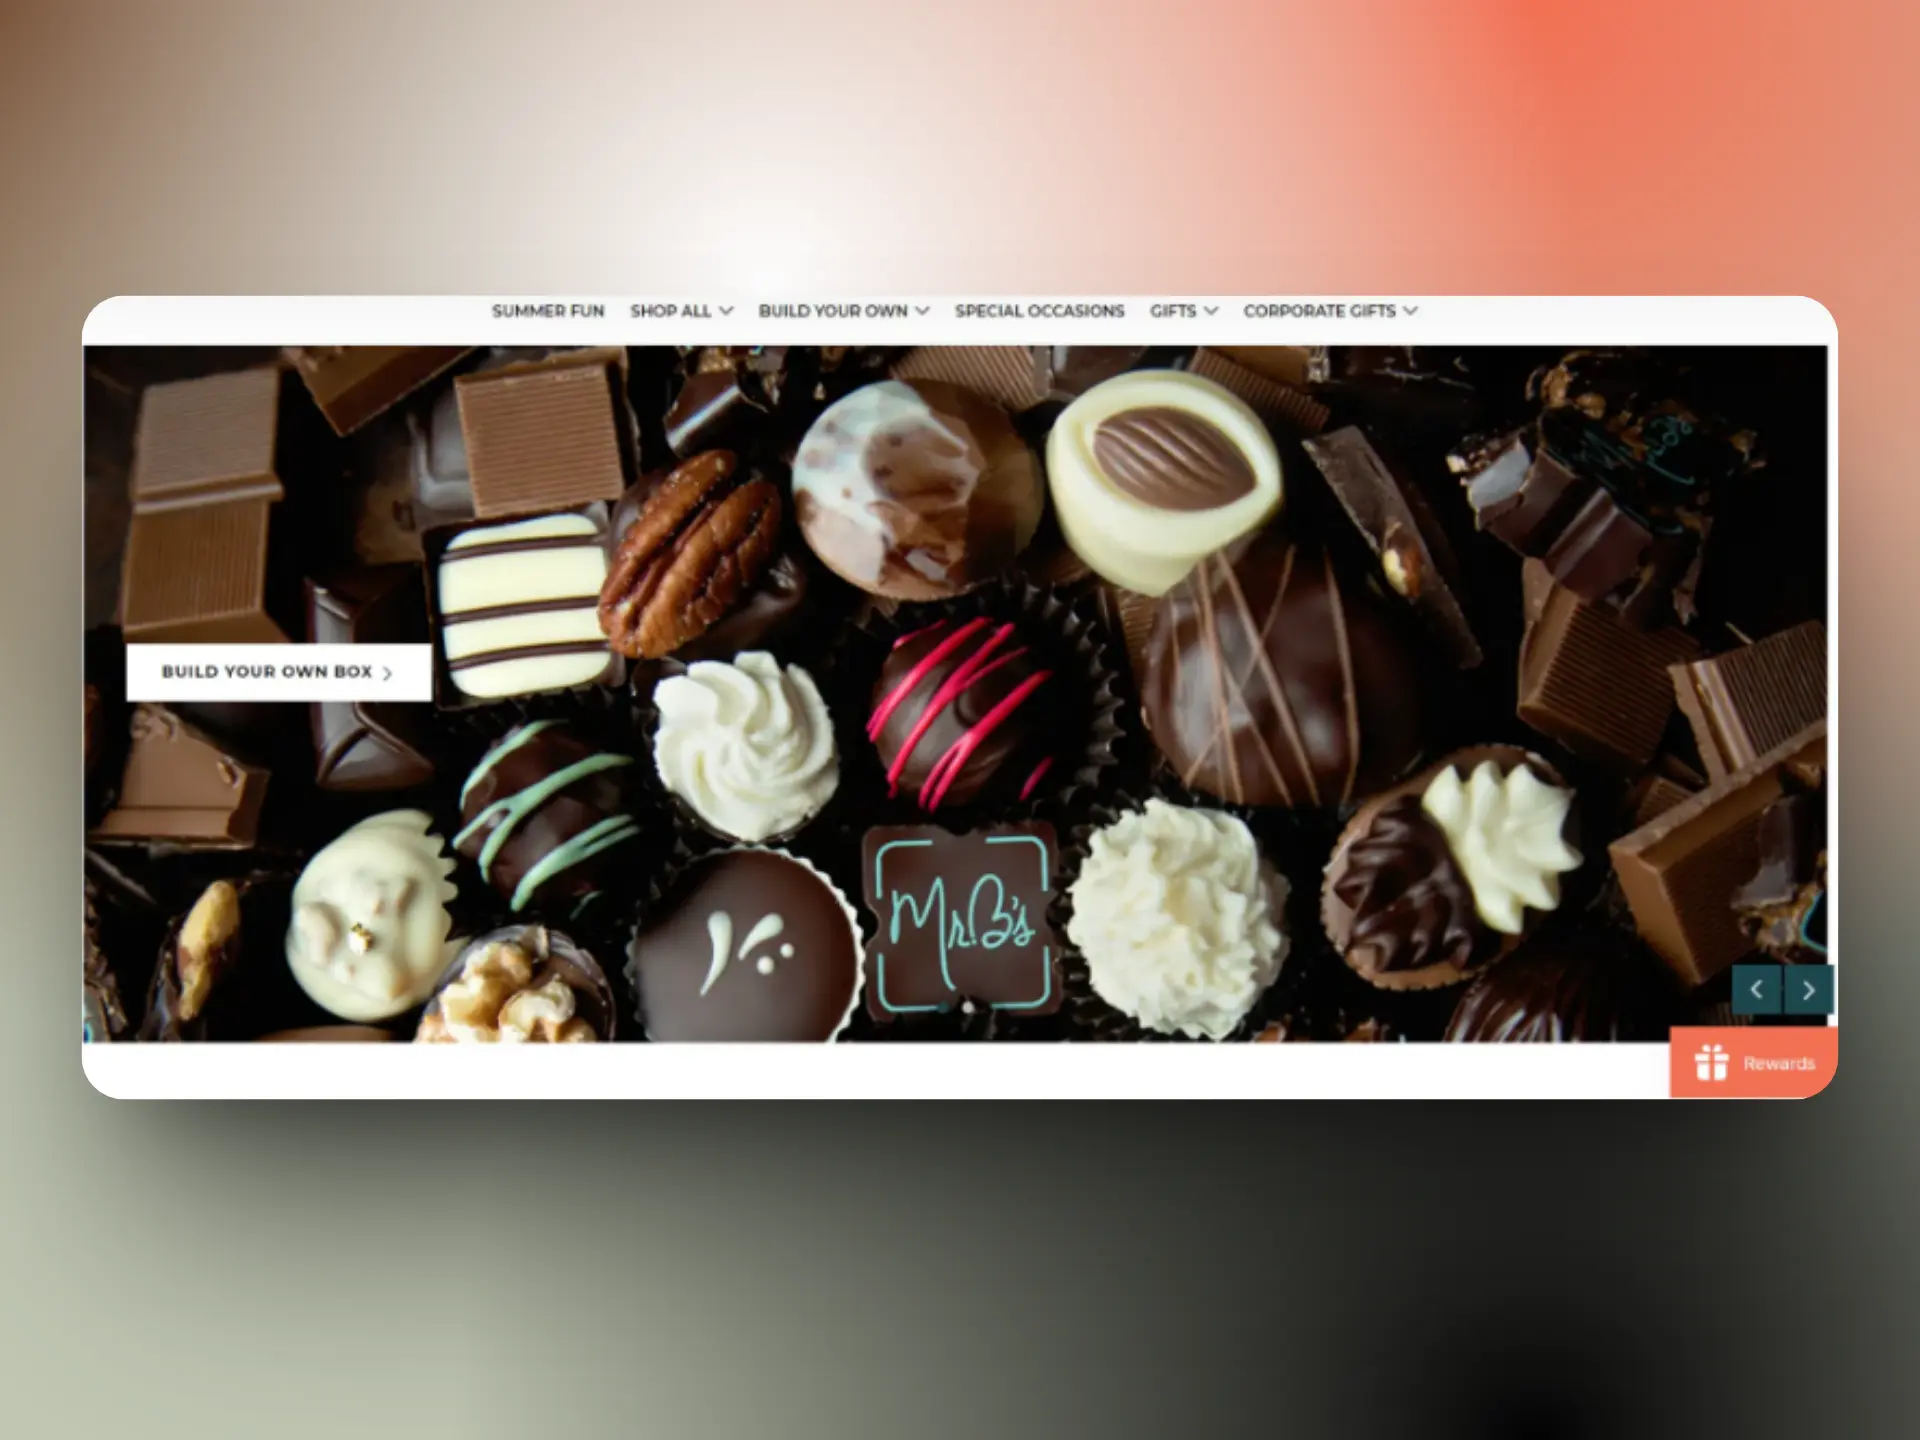 SUMMER FUN SHOP ALL BUILD YOUR OWN SPECIAL OCCASIONS GIFTS CORPORATE GIFTS
BUILD YOUR OWN BOX
Mr.B's
Rewards